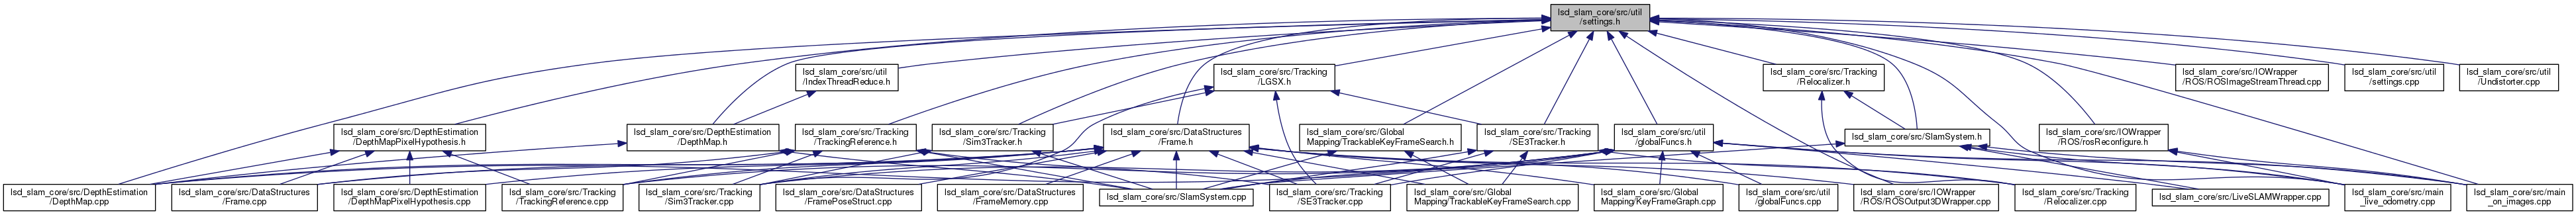 lsd_slam_core/src/util
/settings.h
lsd_slam_core/src/util
/IndexThreadReduce.h
lsd_slam_core/src/Tracking
/LGSX.h
lsd_slam_core/src/Tracking
/Relocalizer.h
lsd_slam_core/src/IOWrapper
/ROS/ROSImageStreamThread.cpp
lsd_slam_core/src/util
/settings.cpp
lsd_slam_core/src/util
/Undistorter.cpp
lsd_slam_core/src/DepthEstimation
/DepthMapPixelHypothesis.h
lsd_slam_core/src/DepthEstimation
/DepthMap.h
lsd_slam_core/src/Tracking
/TrackingReference.h
lsd_slam_core/src/Tracking
/Sim3Tracker.h
lsd_slam_core/src/DataStructures
/Frame.h
lsd_slam_core/src/Global
Mapping/TrackableKeyFrameSearch.h
lsd_slam_core/src/Tracking
/SE3Tracker.h
lsd_slam_core/src/util
/globalFuncs.h
lsd_slam_core/src/SlamSystem.h
lsd_slam_core/src/IOWrapper
/ROS/rosReconfigure.h
lsd_slam_core/src/DepthEstimation
/DepthMap.cpp
lsd_slam_core/src/DataStructures
/Frame.cpp
lsd_slam_core/src/DepthEstimation
/DepthMapPixelHypothesis.cpp
lsd_slam_core/src/Tracking
/TrackingReference.cpp
lsd_slam_core/src/Tracking
/Sim3Tracker.cpp
lsd_slam_core/src/DataStructures
/FramePoseStruct.cpp
lsd_slam_core/src/DataStructures
/FrameMemory.cpp
lsd_slam_core/src/SlamSystem.cpp
lsd_slam_core/src/Tracking
/SE3Tracker.cpp
lsd_slam_core/src/Global
Mapping/TrackableKeyFrameSearch.cpp
lsd_slam_core/src/Global
Mapping/KeyFrameGraph.cpp
lsd_slam_core/src/util
/globalFuncs.cpp
lsd_slam_core/src/IOWrapper
/ROS/ROSOutput3DWrapper.cpp
lsd_slam_core/src/Tracking
/Relocalizer.cpp
lsd_slam_core/src/LiveSLAMWrapper.cpp
lsd_slam_core/src/main
_live_odometry.cpp
lsd_slam_core/src/main
_on_images.cpp